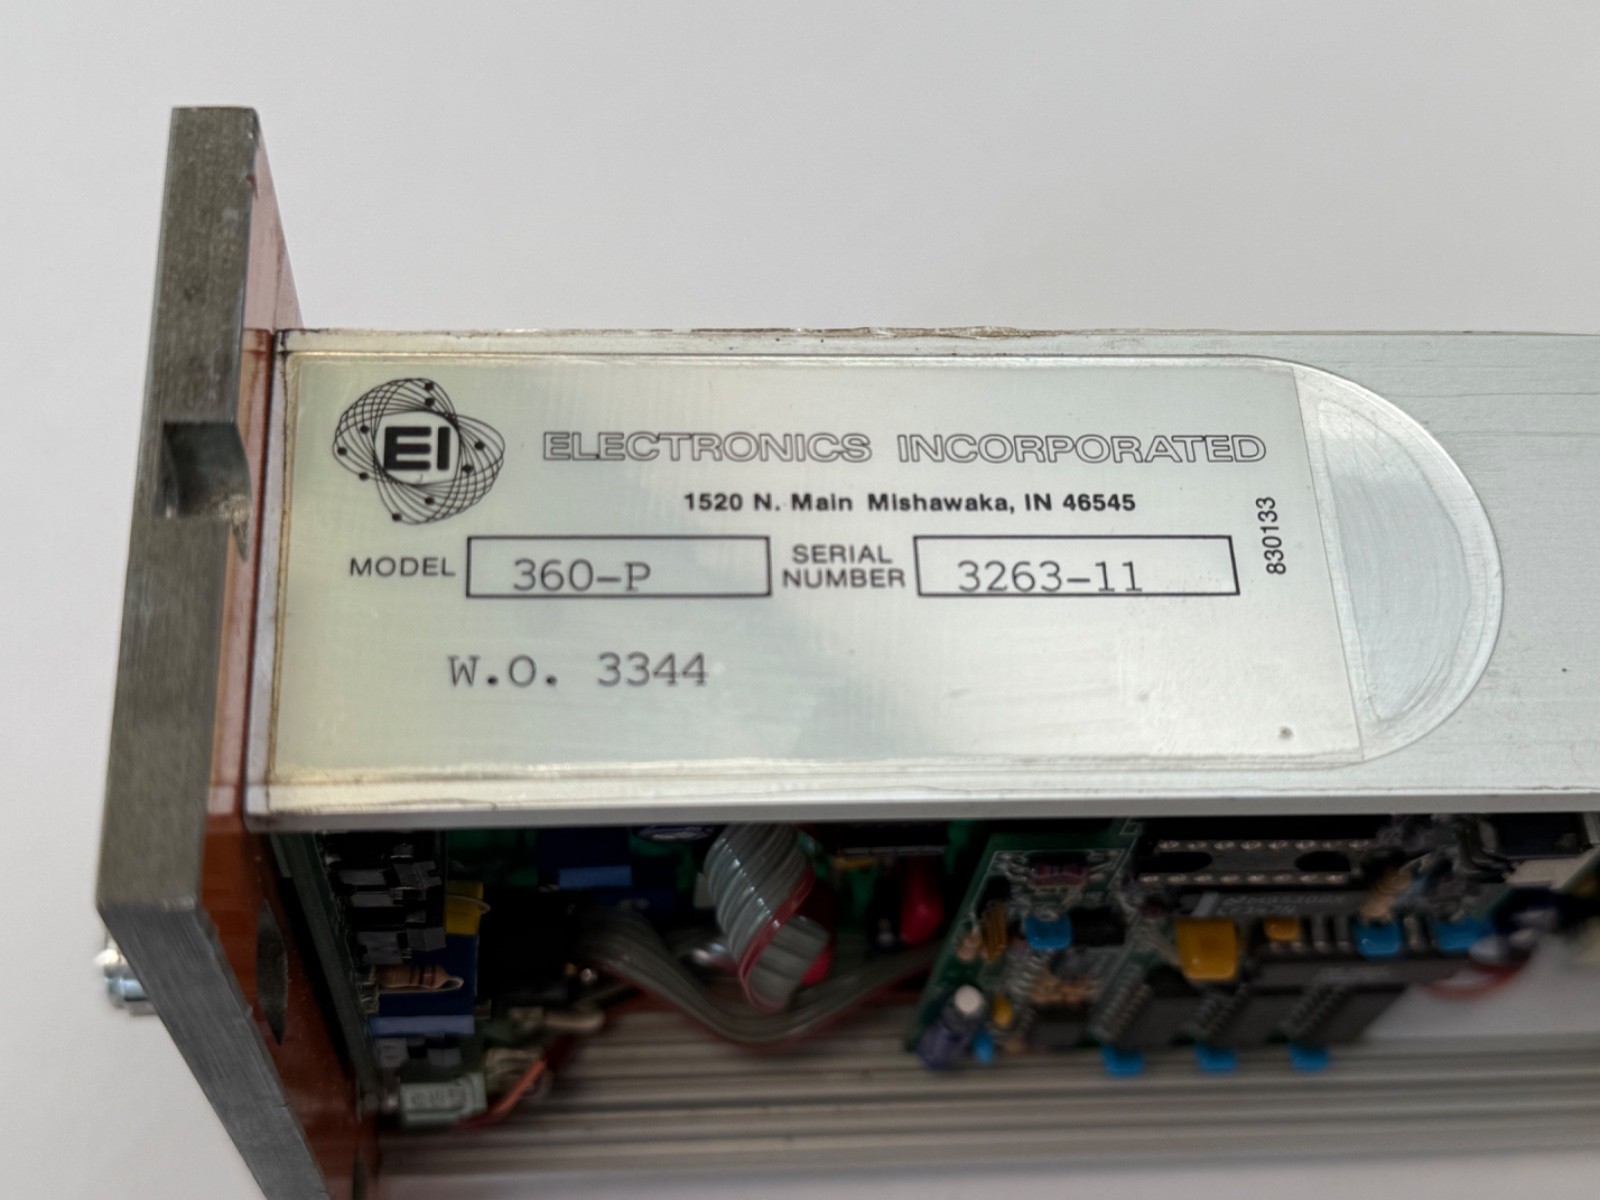 EI
ELECTRONICS INCORPORATED
1520 N. Main Mishawaka, IN 46545
MODEL 360-P SERIAL NUMBER 3263-11
830133
W.O. 3344